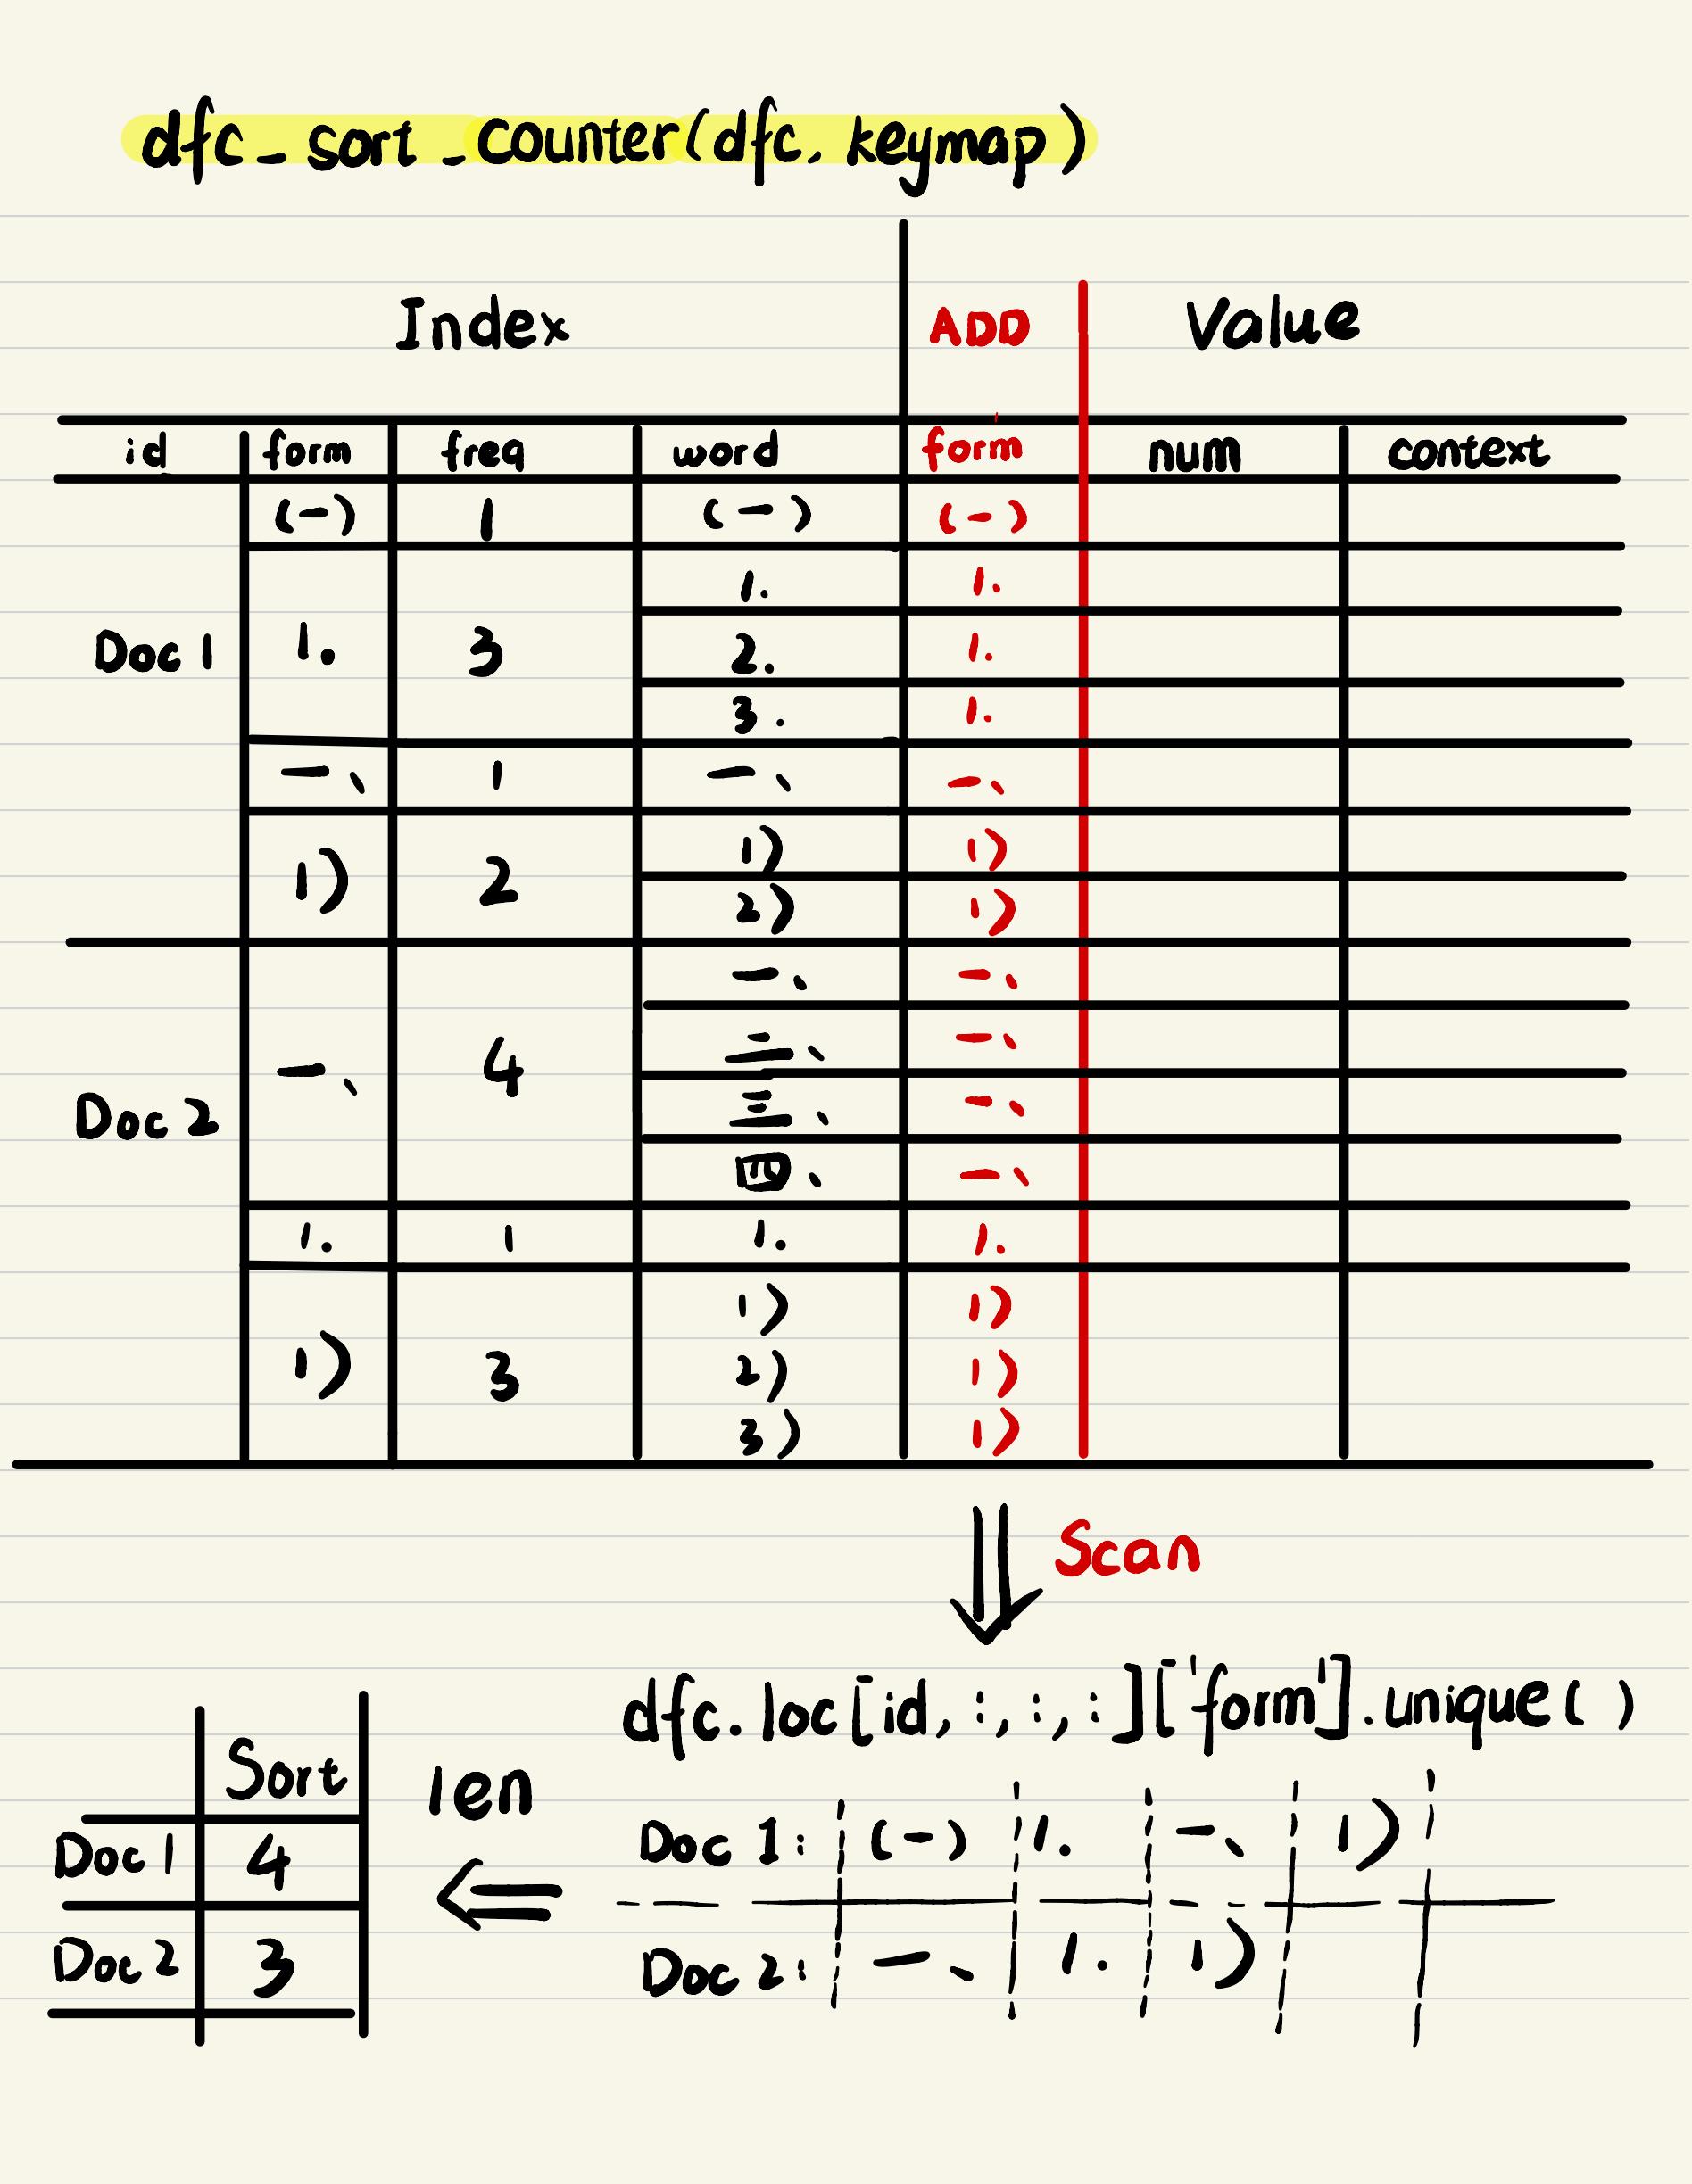 dfc_sort_counter(dfc, keymap)
Index ADD Value
id form freq word form num context
(一) 1 (一) (一)
1. 1.
Doc 1 1. 3 2. 1.
3. 1.
一、 1 一、 一、
1) 2 1) 1)
2) 1)
一、 一、
一、 4 二、 一、
Doc 2 三、 一、
四、 一、
1. 1 1. 1.
1) 1)
1) 3 2) 1)
3) 1)
Scan
dfc.loc[id,:,:,:]['form'].unique()
Sort len
Doc 1 4 Doc 1: (一) 1. 一、 1)
Doc 2 3 Doc 2: 一、 1. 1)